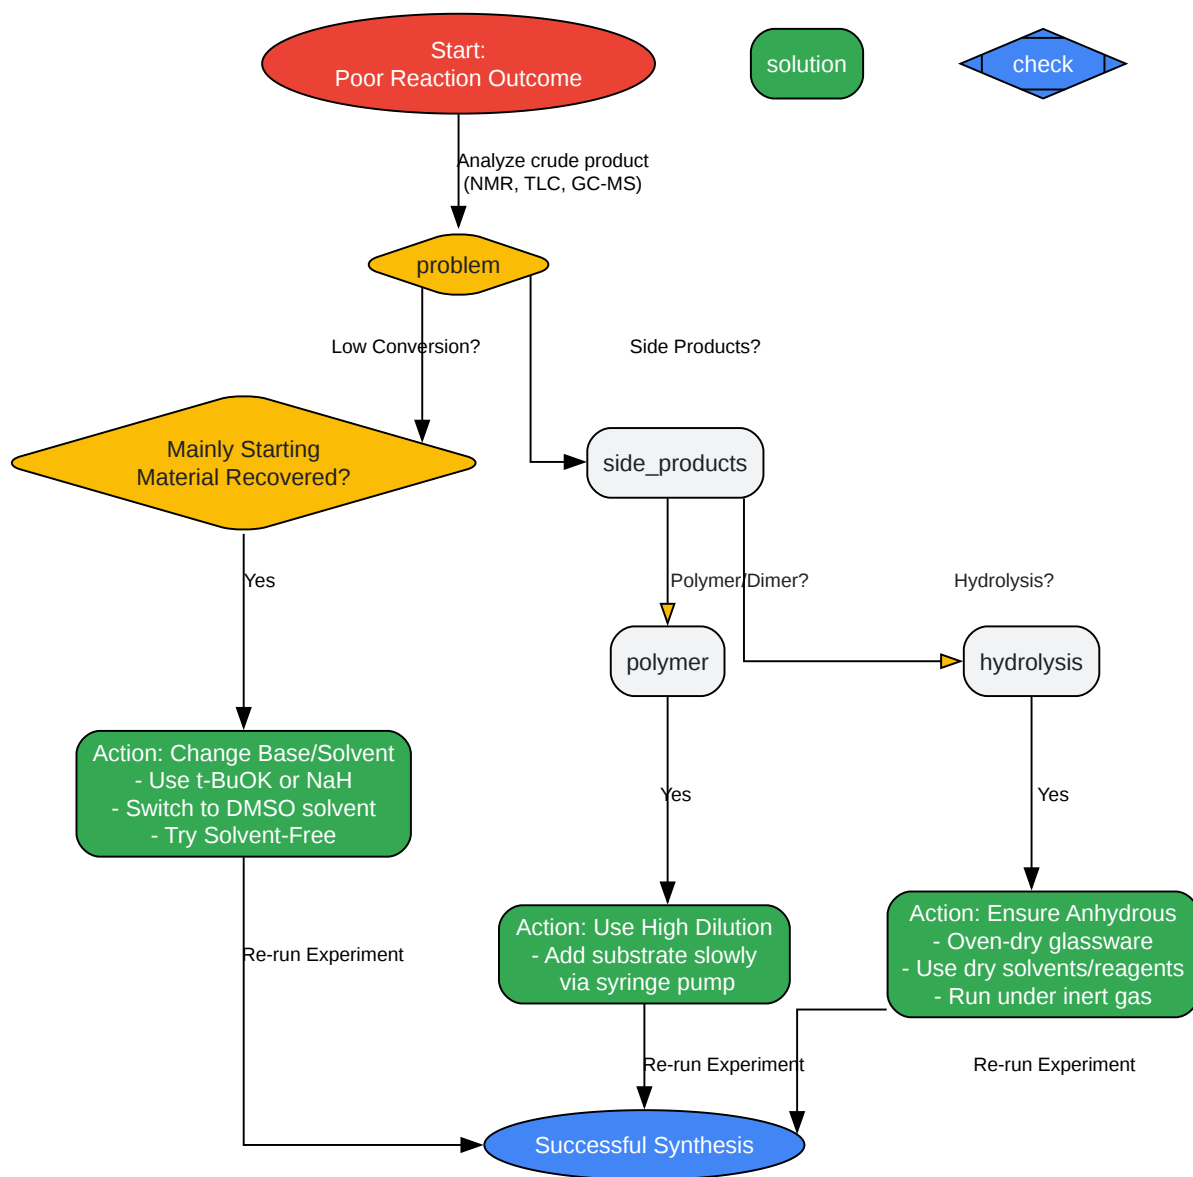 Start:
Poor Reaction Outcome
solution
check
Analyze crude product
(NMR, TLC, GC-MS)
problem
Low Conversion?
Side Products?
Mainly Starting
Material Recovered?
side_products
Yes
Polymer/Dimer?
Hydrolysis?
polymer
hydrolysis
Action: Change Base/Solvent
- Use t-BuOK or NaH
- Switch to DMSO solvent
- Try Solvent-Free
Yes
Yes
Action: Use High Dilution
- Add substrate slowly
via syringe pump
Action: Ensure Anhydrous
- Oven-dry glassware
- Use dry solvents/reagents
- Run under inert gas
Re-run Experiment
Re-run Experiment
Re-run Experiment
Successful Synthesis